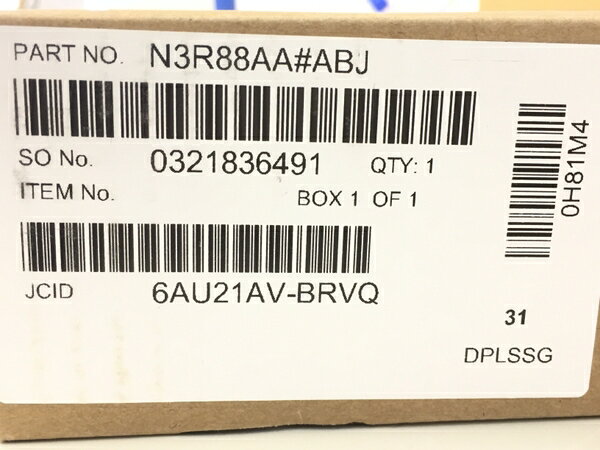 PART NO. N3R88AA#ABJ
SO No. 0321836491 QTY: 1
ITEM No. BOX 1 OF 1
JCID 6AU21AV-BRVQ
0H81M4
31
DPLSSG